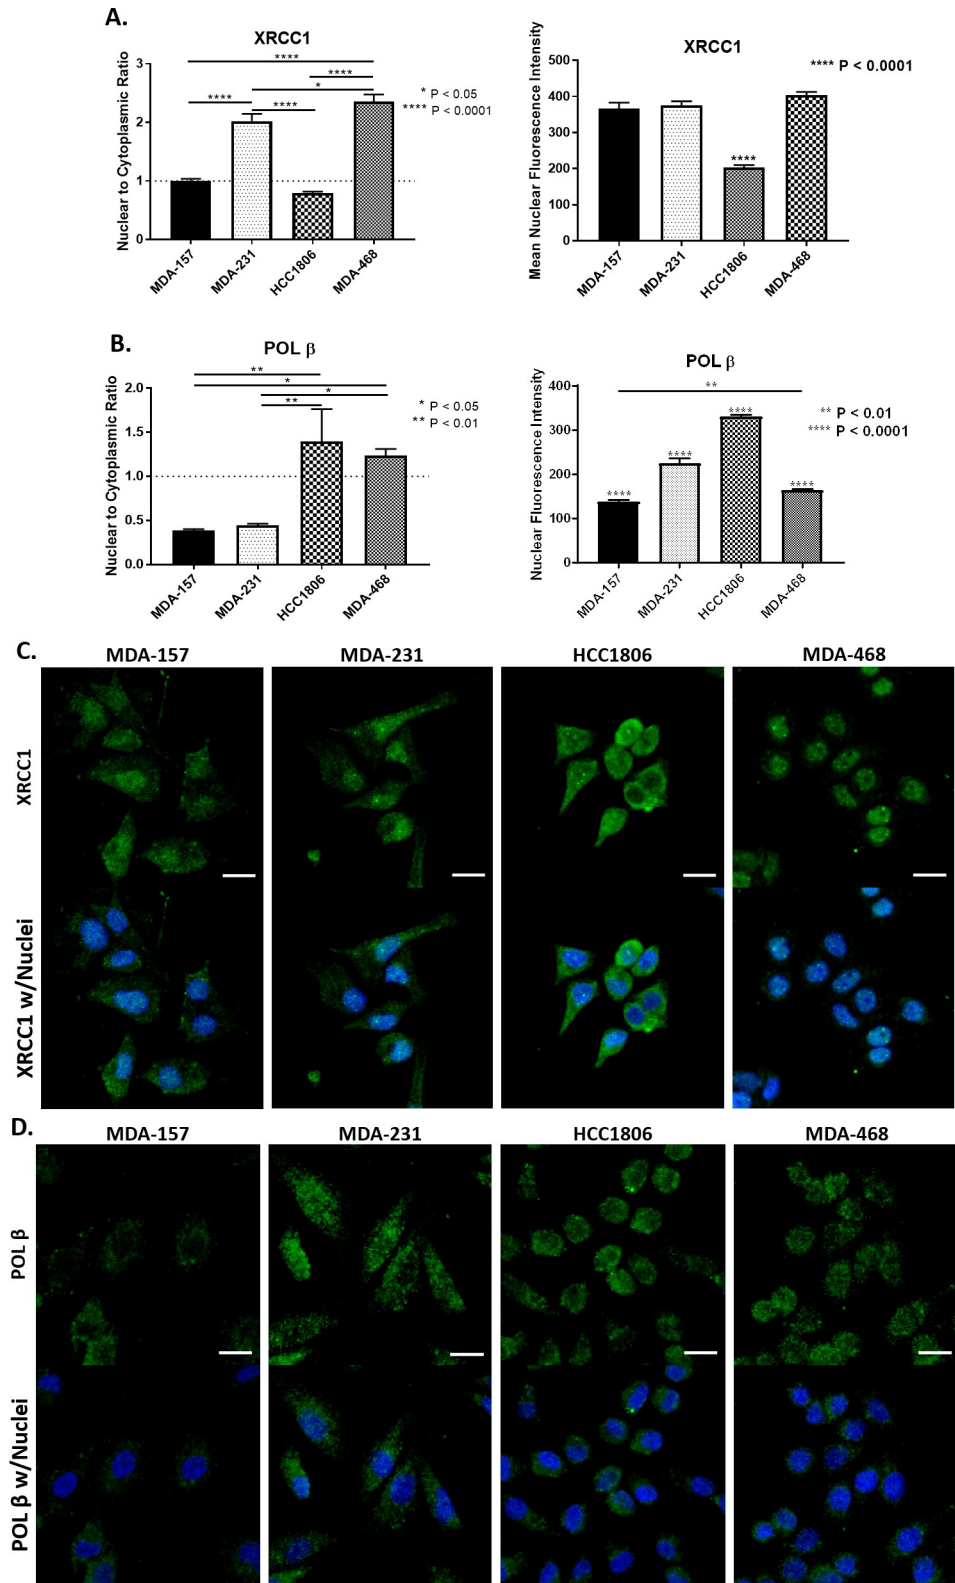 A.
XRCC1
Nuclear to Cytoplasmic Ratio
3
2
1
0
****
****
****
*
****
* P < 0.05
**** P < 0.0001
MDA-157
MDA-231
HCC1806
MDA-468
XRCC1
Mean Nuclear Fluorescence Intensity
500
400
300
200
100
0
****
**** P < 0.0001
MDA-157
MDA-231
HCC1806
MDA-468
B.
POL β
Nuclear to Cytoplasmic Ratio
2.0
1.5
1.0
0.5
0.0
**
*
*
**
* P < 0.05
** P < 0.01
MDA-157
MDA-231
HCC1806
MDA-468
POL β
Nuclear Fluorescence Intensity
400
300
200
100
0
**
****
****
****
****
** P < 0.01
**** P < 0.0001
MDA-157
MDA-231
HCC1806
MDA-468
C.
MDA-157 MDA-231 HCC1806 MDA-468
XRCC1
XRCC1 w/Nuclei
D.
MDA-157 MDA-231 HCC1806 MDA-468
POL β
POL β w/Nuclei